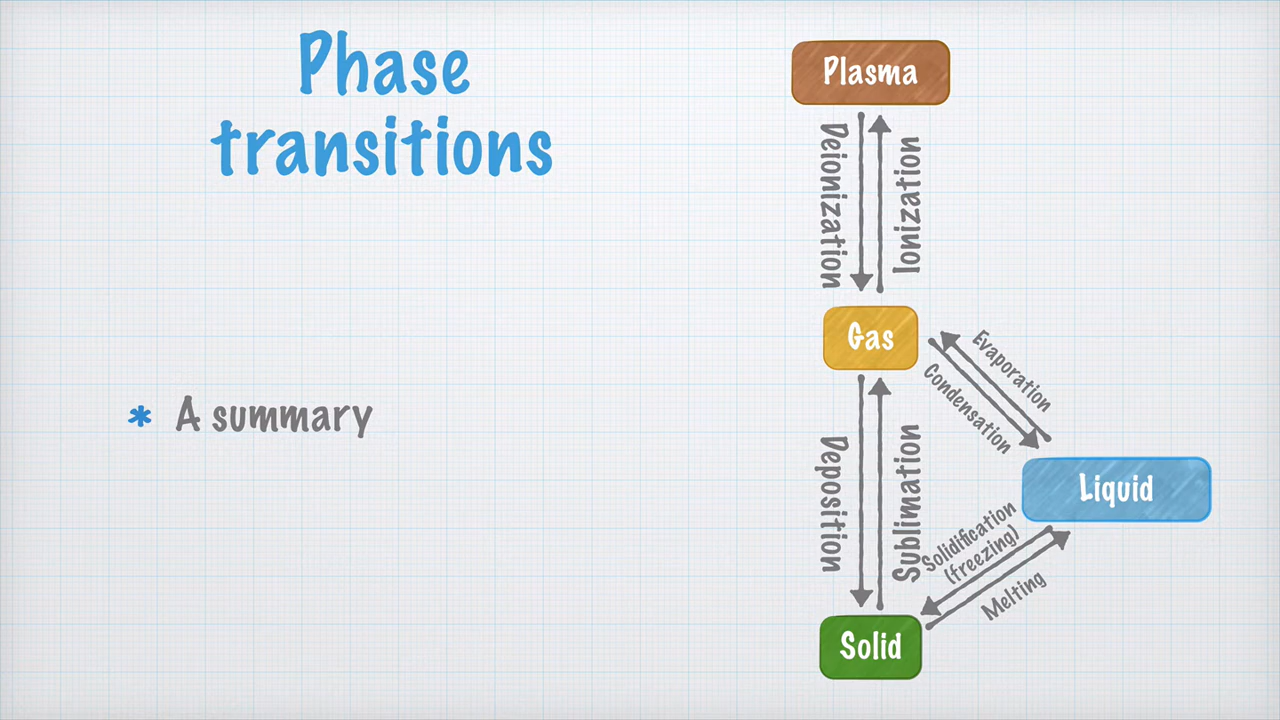 Phase
transitions
* A summary
Plasma
Deionization
Ionization
Gas
Evaporation
Condensation
Deposition
Sublimation
Liquid
Solidification
(freezing)
Melting
Solid